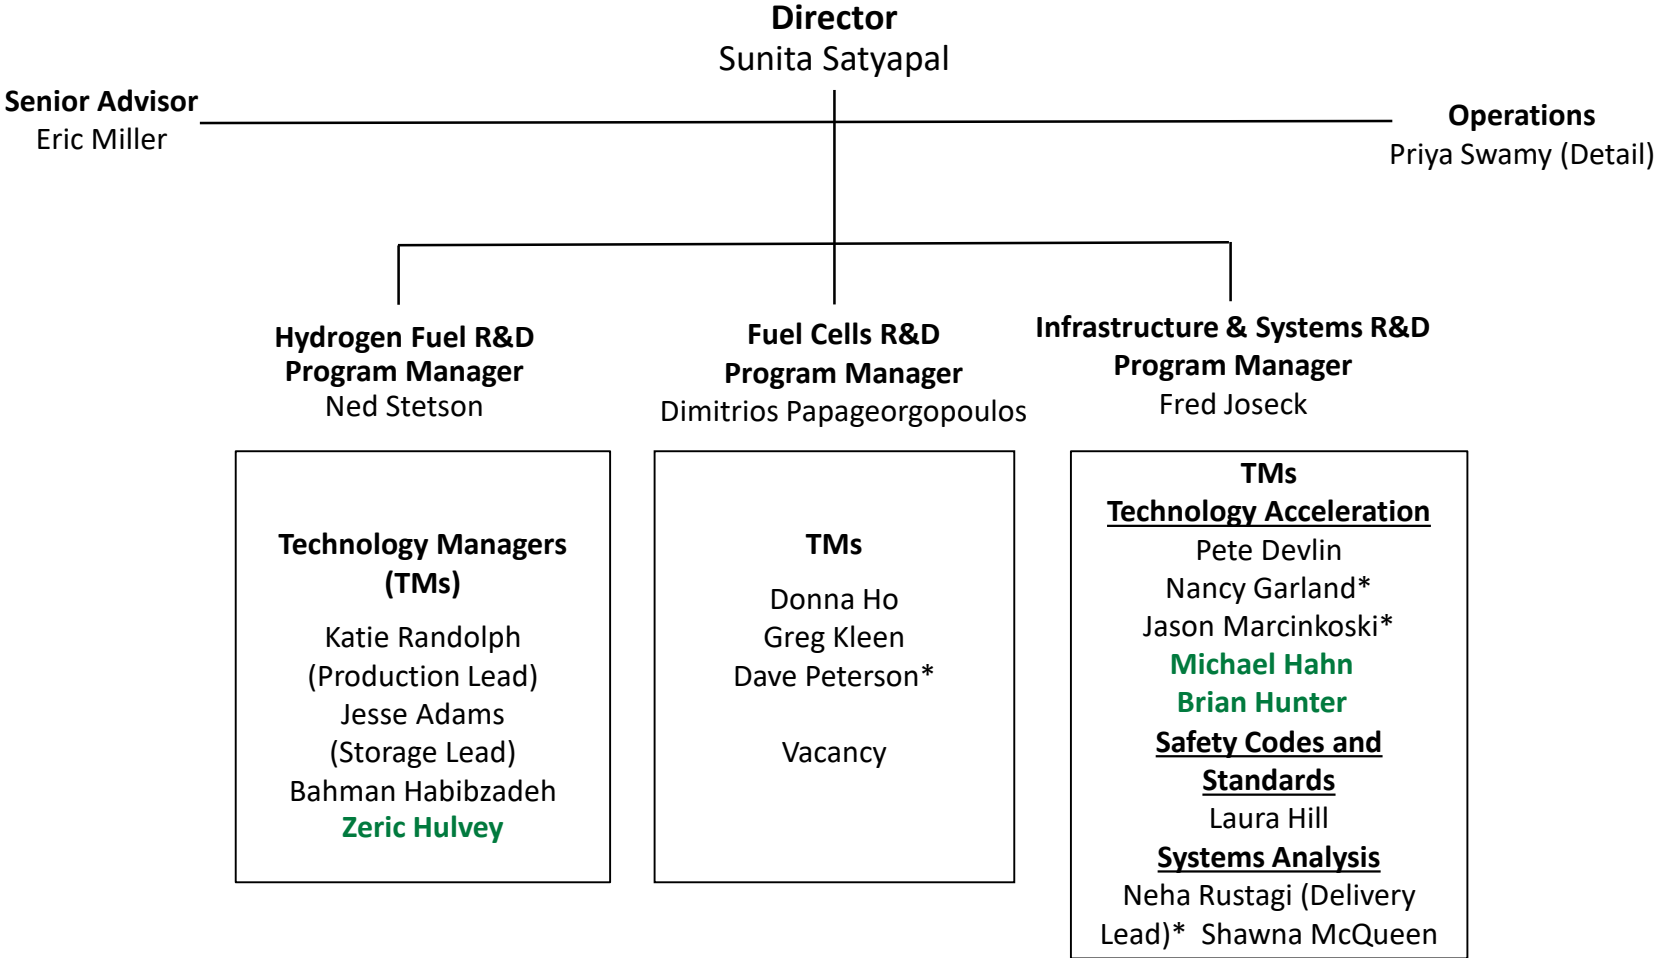 Director
Sunita Satyapal
Senior Advisor
Eric Miller
Operations
Priya Swamy (Detail)
Hydrogen Fuel R&D
Program Manager
Ned Stetson
Fuel Cells R&D
Program Manager
Dimitrios Papageorgopoulos
Infrastructure & Systems R&D
Program Manager
Fred Joseck
Technology Managers
(TMs)
Katie Randolph
(Production Lead)
Jesse Adams
(Storage Lead)
Bahman Habibzadeh
Zeric Hulvey
TMs
Donna Ho
Greg Kleen
Dave Peterson*
Vacancy
TMs
Technology Acceleration
Pete Devlin
Nancy Garland*
Jason Marcinkoski*
Michael Hahn
Brian Hunter
Safety Codes and
Standards
Laura Hill
Systems Analysis
Neha Rustagi (Delivery
Lead)* Shawna McQueen